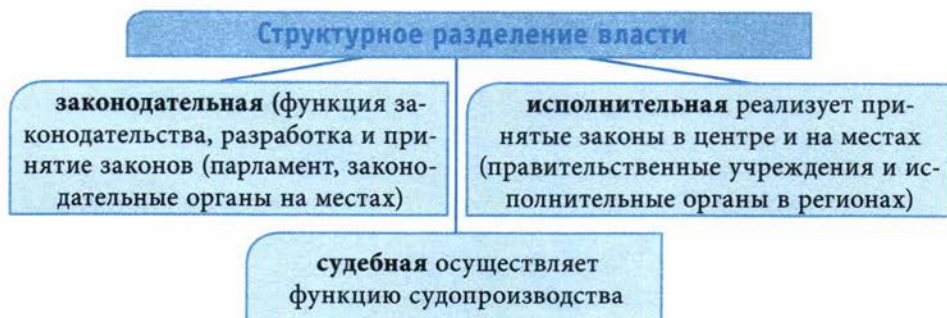 Структурное разделение власти
законодательная (функция за-
конодательства, разработка и при-
нятие законов (парламент, законо-
дательные органы на местах)
исполнительная реализует при-
нятые законы в центре и на местах
(правительственные учреждения и ис-
полнительные органы в регионах)
судебная осуществляет
функцию судопроизводства